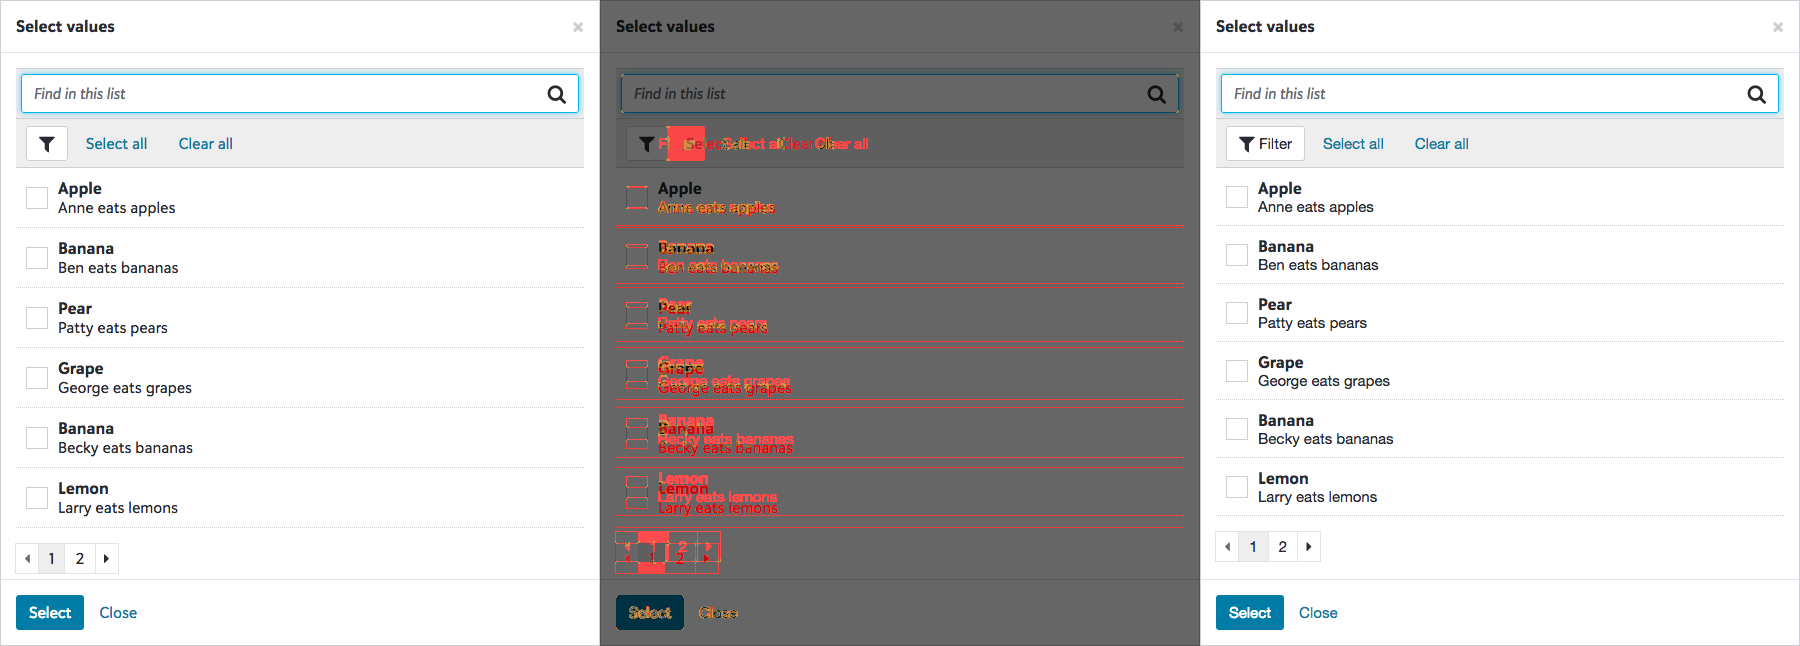 Select values
Find in this list
Select all Clear all
Apple
Anne eats apples
Banana
Ben eats bananas
Pear
Patty eats pears
Grape
George eats grapes
Banana
Becky eats bananas
Lemon
Larry eats lemons
1 2
Select Close
Select values
Find in this list
Select all Clear all
Apple
Anne eats apples
Banana
Ben eats bananas
Pear
Patty eats pears
Grape
George eats grapes
Banana
Becky eats bananas
Lemon
Larry eats lemons
1 2
Select Close
Select values
Find in this list
Filter Select all Clear all
Apple
Anne eats apples
Banana
Ben eats bananas
Pear
Patty eats pears
Grape
George eats grapes
Banana
Becky eats bananas
Lemon
Larry eats lemons
1 2
Select Close